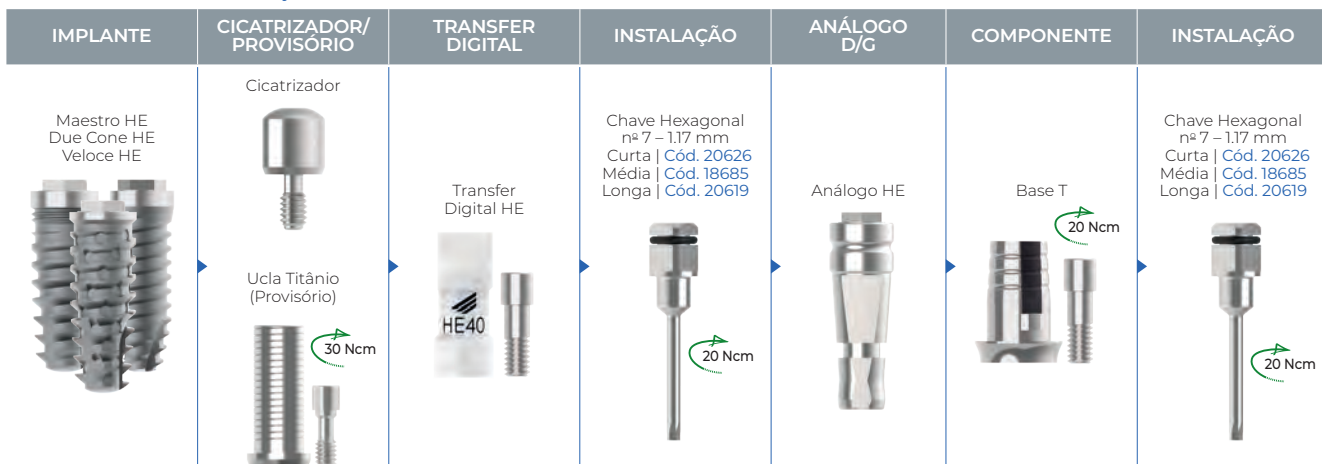 IMPLANTE
CICATRIZADOR/
PROVISÓRIO
TRANSFER
DIGITAL
INSTALAÇÃO
ANÁLOGO
D/G
COMPONENTE
INSTALAÇÃO
Maestro HE
Due Cone HE
Veloce HE
Cicatrizador
Ucla Titânio
(Provisório)
30 Ncm
Transfer
Digital HE
HE40
Chave Hexagonal
nº 7 – 1.17 mm
Curta | Cód. 20626
Média | Cód. 18685
Longa | Cód. 20619
20 Ncm
Análogo HE
Base T
20 Ncm
Chave Hexagonal
nº 7 – 1.17 mm
Curta | Cód. 20626
Média | Cód. 18685
Longa | Cód. 20619
20 Ncm